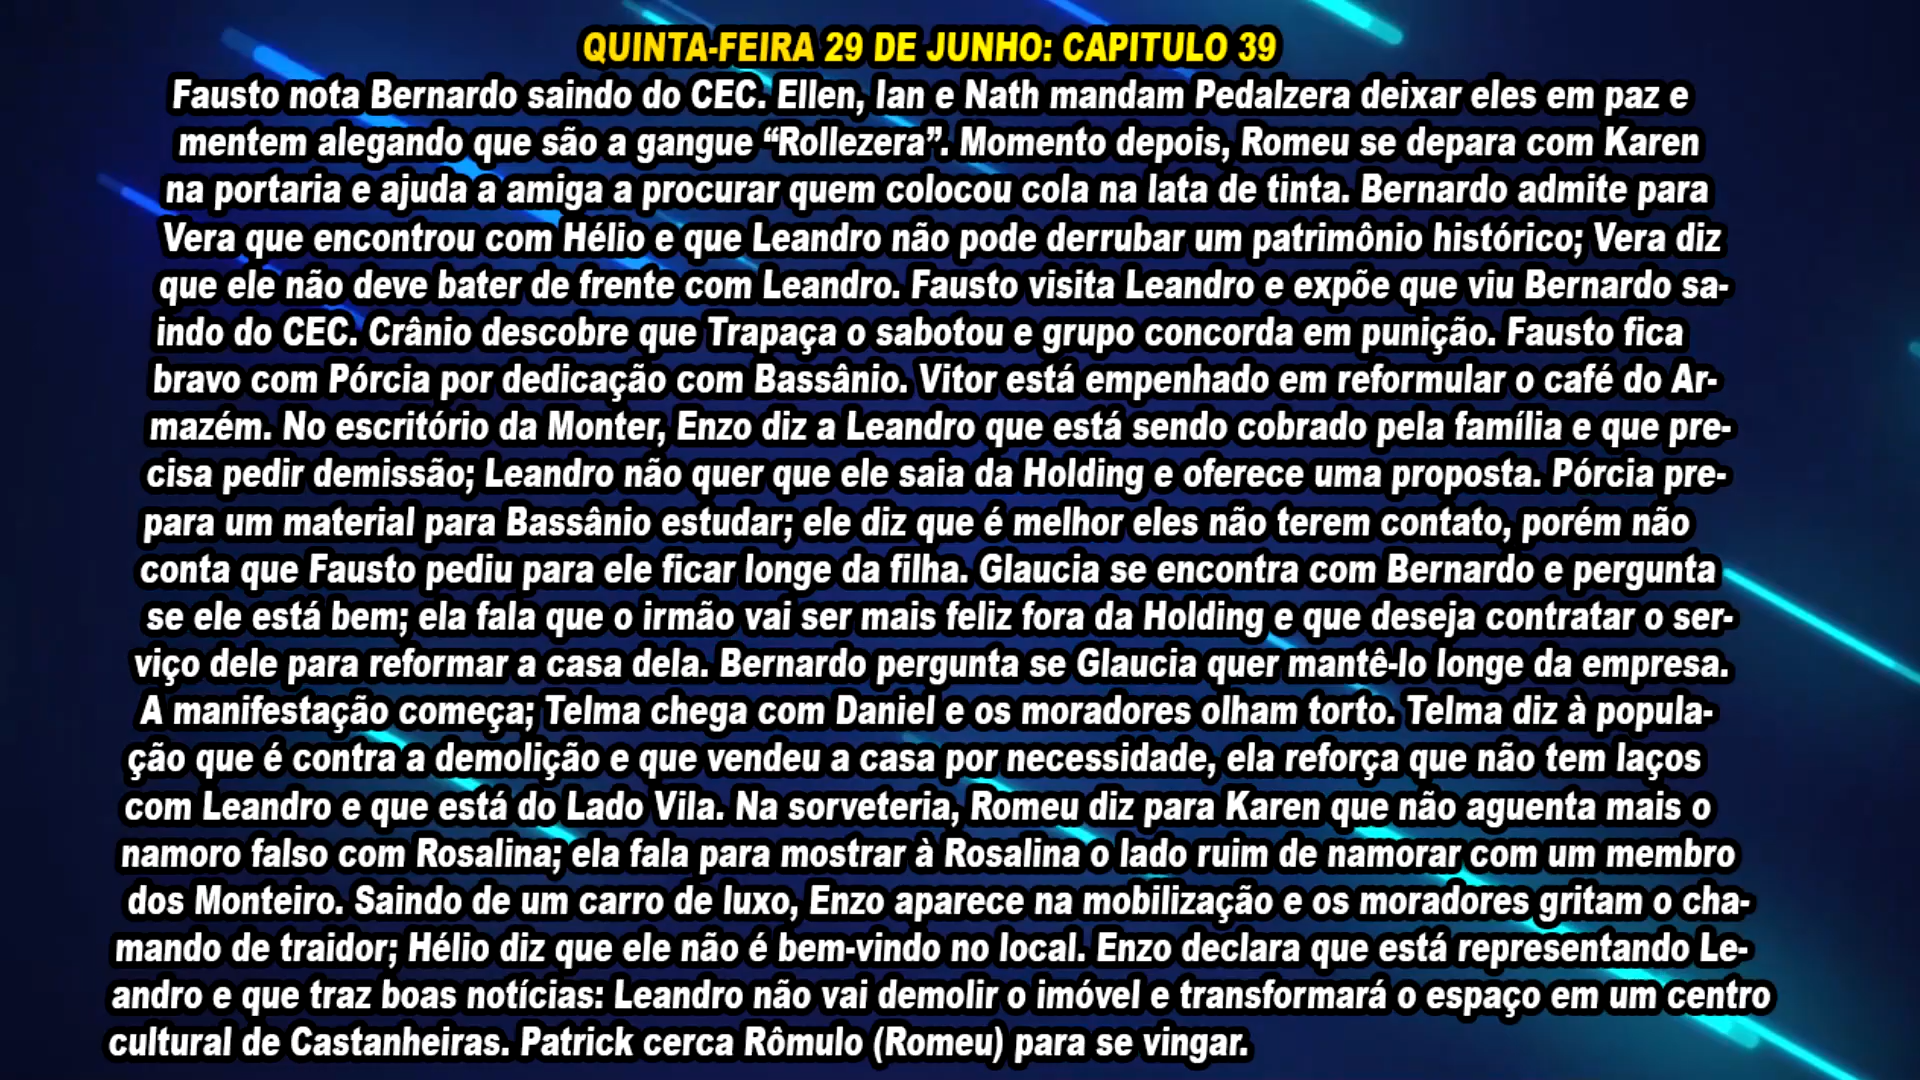 QUINTA-FEIRA 29 DE JUNHO: CAPITULO 39
Fausto nota Bernardo saindo do CEC. Ellen, Ian e Nath mandam Pedalzera deixar eles em paz e
mentem alegando que são a gangue “Rollezera”. Momento depois, Romeu se depara com Karen
na portaria e ajuda a amiga a procurar quem colocou cola na lata de tinta. Bernardo admite para
Vera que encontrou com Hélio e que Leandro não pode derrubar um patrimônio histórico; Vera diz
que ele não deve bater de frente com Leandro. Fausto visita Leandro e expõe que viu Bernardo sa-
indo do CEC. Crânio descobre que Trapaça o sabotou e grupo concorda em punição. Fausto fica
bravo com Pórcia por dedicação com Bassânio. Vitor está empenhado em reformular o café do Ar-
mazém. No escritório da Monter, Enzo diz a Leandro que está sendo cobrado pela família e que pre-
cisa pedir demissão; Leandro não quer que ele saia da Holding e oferece uma proposta. Pórcia pre-
para um material para Bassânio estudar; ele diz que é melhor eles não terem contato, porém não
conta que Fausto pediu para ele ficar longe da filha. Glaucia se encontra com Bernardo e pergunta
se ele está bem; ela fala que o irmão vai ser mais feliz fora da Holding e que deseja contratar o ser-
viço dele para reformar a casa dela. Bernardo pergunta se Glaucia quer mantê-lo longe da empresa.
A manifestação começa; Telma chega com Daniel e os moradores olham torto. Telma diz à popula-
ção que é contra a demolição e que vendeu a casa por necessidade, ela reforça que não tem laços
com Leandro e que está do Lado Vila. Na sorveteria, Romeu diz para Karen que não aguenta mais o
namoro falso com Rosalina; ela fala para mostrar à Rosalina o lado ruim de namorar com um membro
dos Monteiro. Saindo de um carro de luxo, Enzo aparece na mobilização e os moradores gritam o cha-
mando de traidor; Hélio diz que ele não é bem-vindo no local. Enzo declara que está representando Le-
andro e que traz boas notícias: Leandro não vai demolir o imóvel e transformará o espaço em um centro
cultural de Castanheiras. Patrick cerca Rômulo (Romeu) para se vingar.